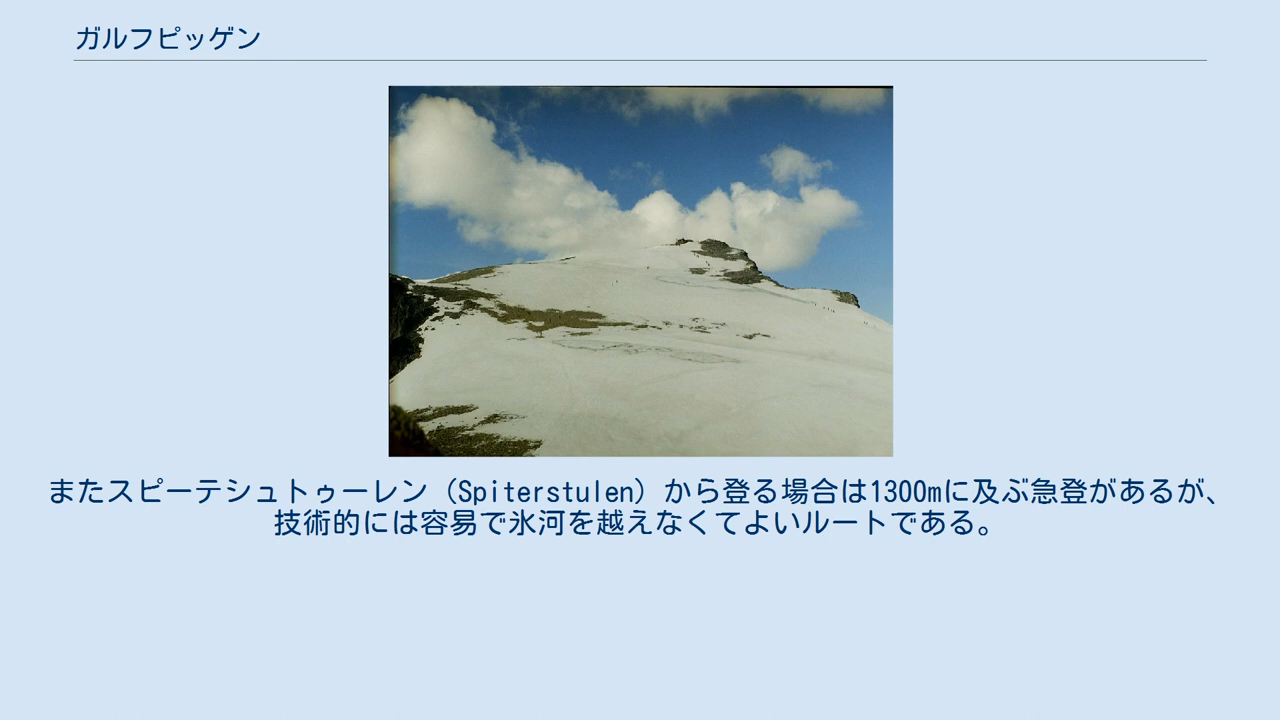 ガルフピッゲン
またスピーテシュトゥーレン（Spiterstulen）から登る場合は1300mに及ぶ急登があるが、
技術的には容易で氷河を越えなくてよいルートである。